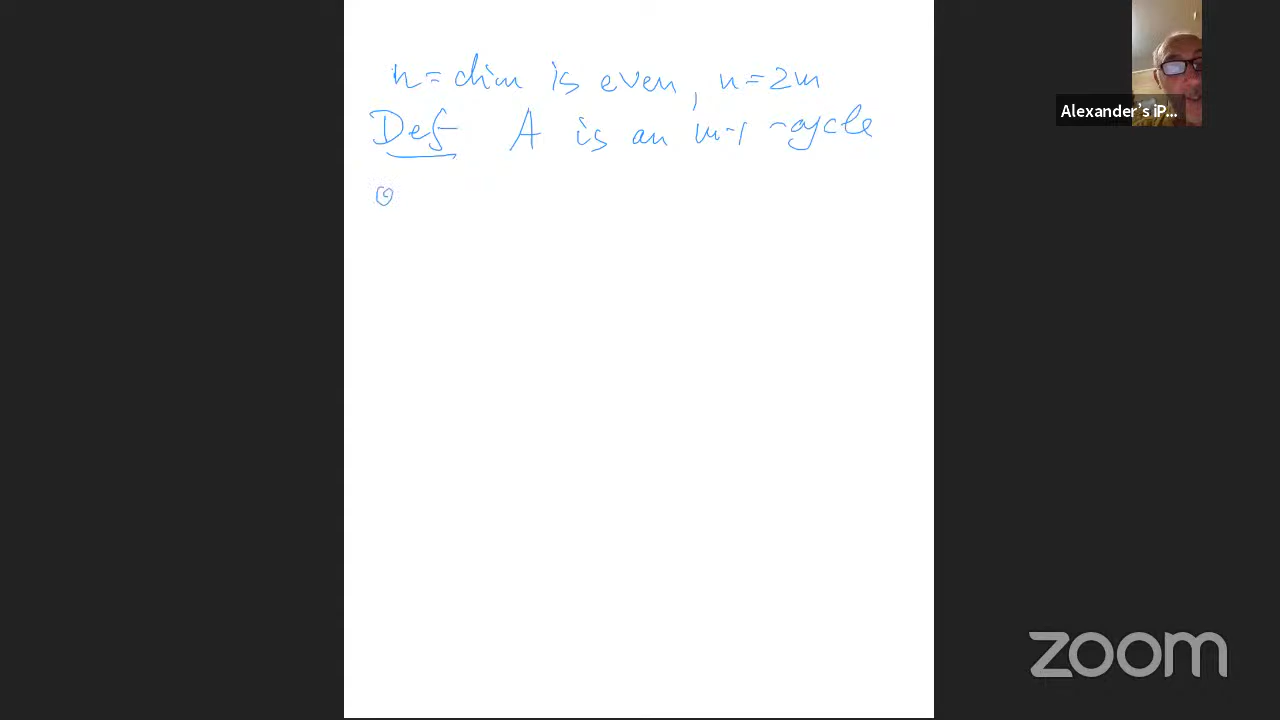 n = dim is even, n = 2m
Def A is an m-1 -cycle
Alexander's iP...
zoom